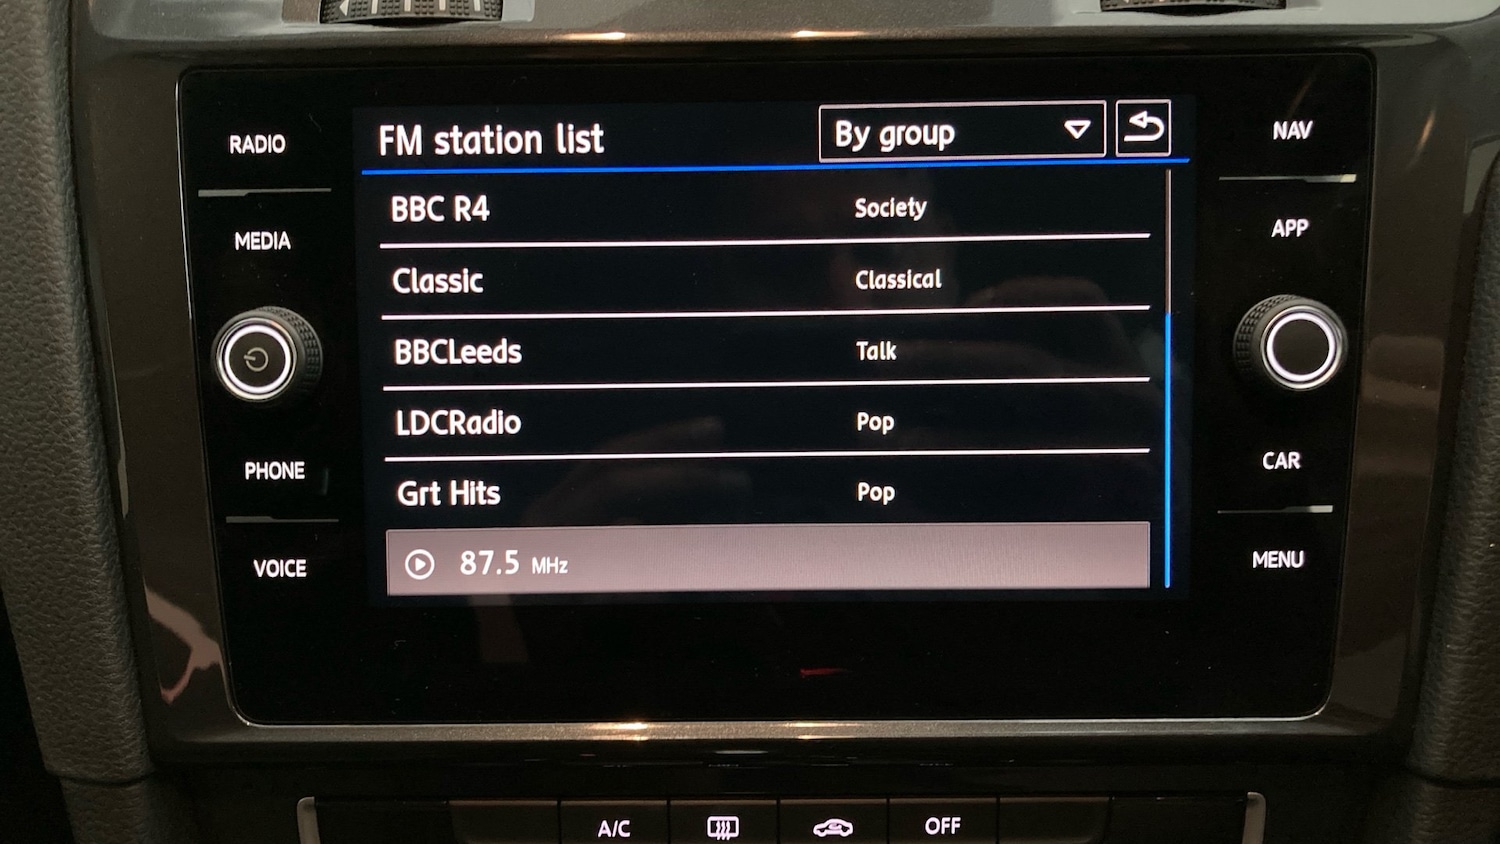 RADIO
MEDIA
PHONE
VOICE
FM station list
By group
BBC R4 Society
Classic Classical
BBCLeeds Talk
LDCRadio Pop
Grt Hits Pop
87.5 MHz
NAV
APP
CAR
MENU
A/C
OFF